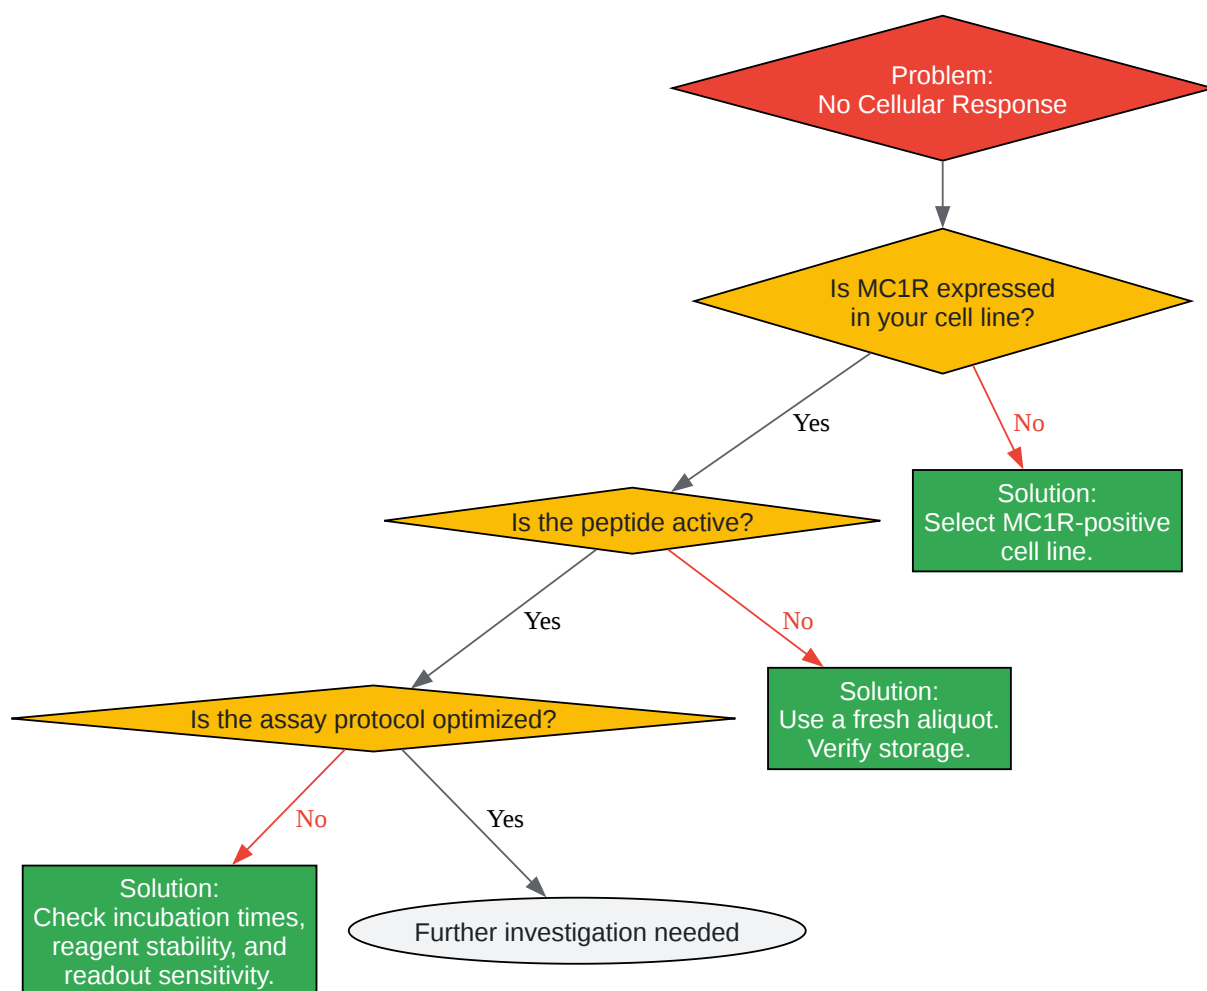 Problem:
No Cellular Response
Is MC1R expressed
in your cell line?
Yes
No
Solution:
Select MC1R-positive
cell line.
Is the peptide active?
Yes
No
Solution:
Use a fresh aliquot.
Verify storage.
Is the assay protocol optimized?
No
Yes
Solution:
Check incubation times,
reagent stability, and
readout sensitivity.
Further investigation needed